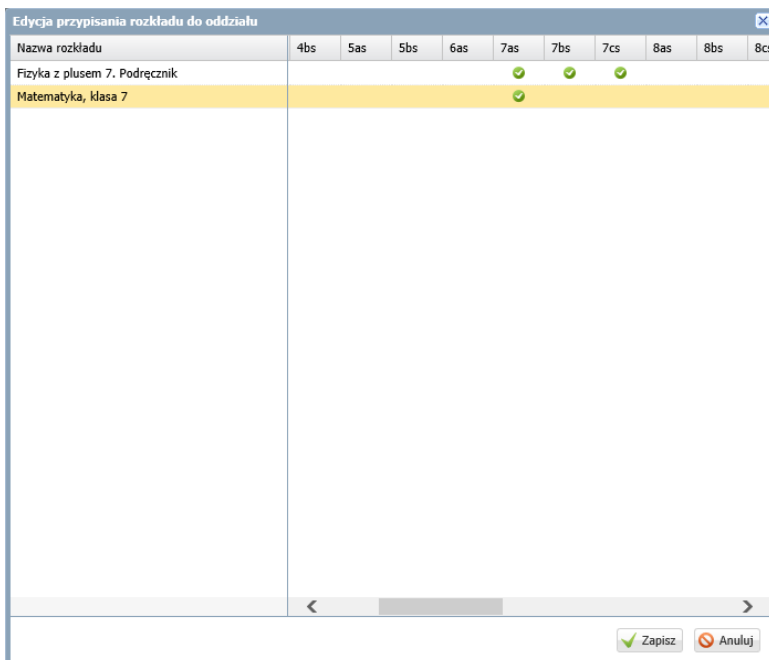 Edycja przypisania rozkładu do oddziału
Nazwa rozkładu 4bs 5as 5bs 6as 7as 7bs 7cs 8as 8bs 8cs
Fizyka z plusem 7. Podręcznik
Matematyka, klasa 7
Zapisz Anuluj